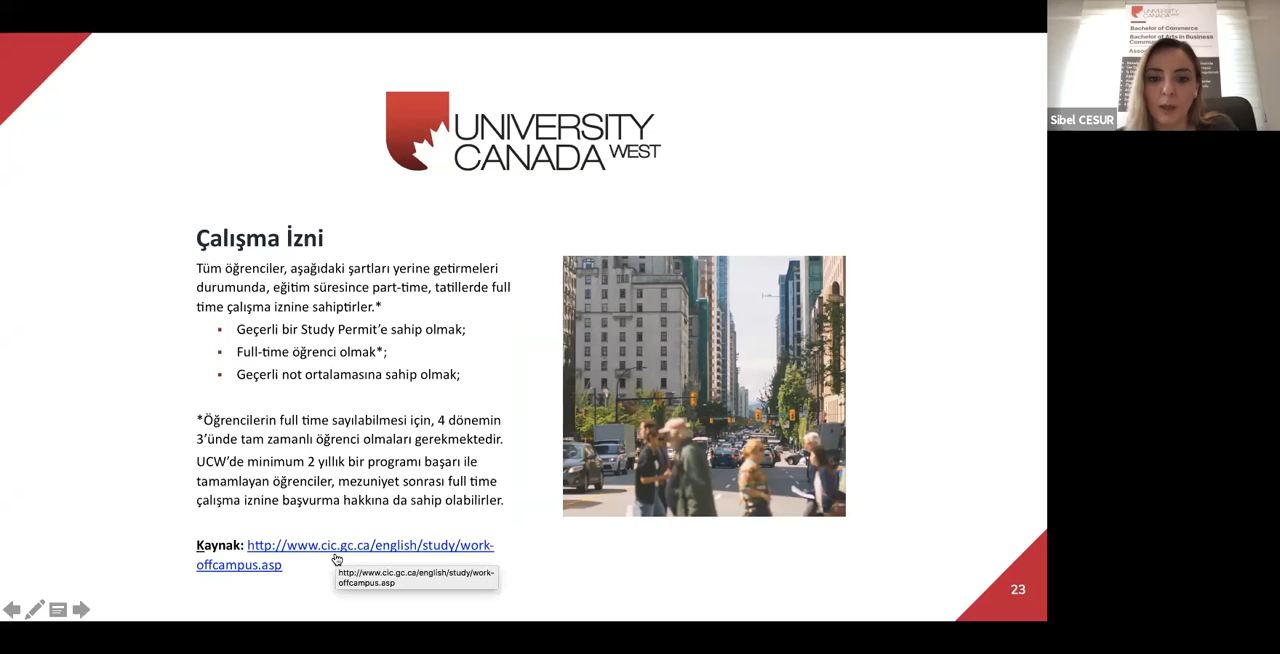 UNIVERSITY
CANADA WEST
Çalışma İzni
Tüm öğrenciler, aşağıdaki şartları yerine getirmeleri
durumunda, eğitim süresince part-time, tatillerde full
time çalışma iznine sahiptirler.*
▪ Geçerli bir Study Permit’e sahip olmak;
▪ Full-time öğrenci olmak*;
▪ Geçerli not ortalamasına sahip olmak;
*Öğrencilerin full time sayılabilmesi için, 4 dönemin
3’ünde tam zamanlı öğrenci olmaları gerekmektedir.
UCW’de minimum 2 yıllık bir programı başarı ile
tamamlayan öğrenciler, mezuniyet sonrası full time
çalışma iznine başvurma hakkına da sahip olabilirler.
Kaynak: http://www.cic.gc.ca/english/study/work-
offcampus.asp
http://www.cic.gc.ca/english/study/work-
offcampus.asp
23
UNIVERSITY
CANADA
Bachelor of Commerce
Bachelor of Arts in Business
Sibel CESUR